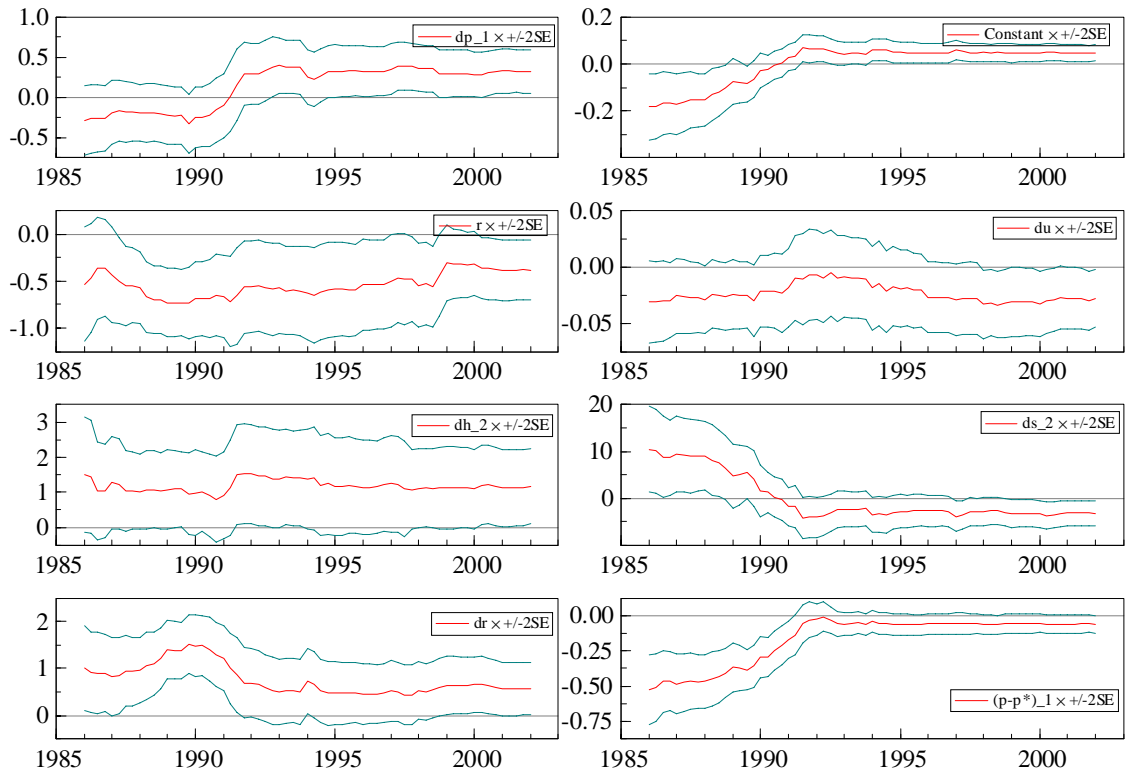 1.0
0.5
0.0
-0.5
dp_1 × +/-2SE
1985 1990 1995 2000
0.2
0.0
-0.2
Constant × +/-2SE
1985 1990 1995 2000
0.0
-0.5
-1.0
r × +/-2SE
1985 1990 1995 2000
0.05
0.00
-0.05
du × +/-2SE
1985 1990 1995 2000
3
2
1
0
dh_2 × +/-2SE
1985 1990 1995 2000
20
10
0
-10
ds_2 × +/-2SE
1985 1990 1995 2000
2
1
0
dr × +/-2SE
1985 1990 1995 2000
0.00
-0.25
-0.50
-0.75
(p-p*)_1 × +/-2SE
1985 1990 1995 2000